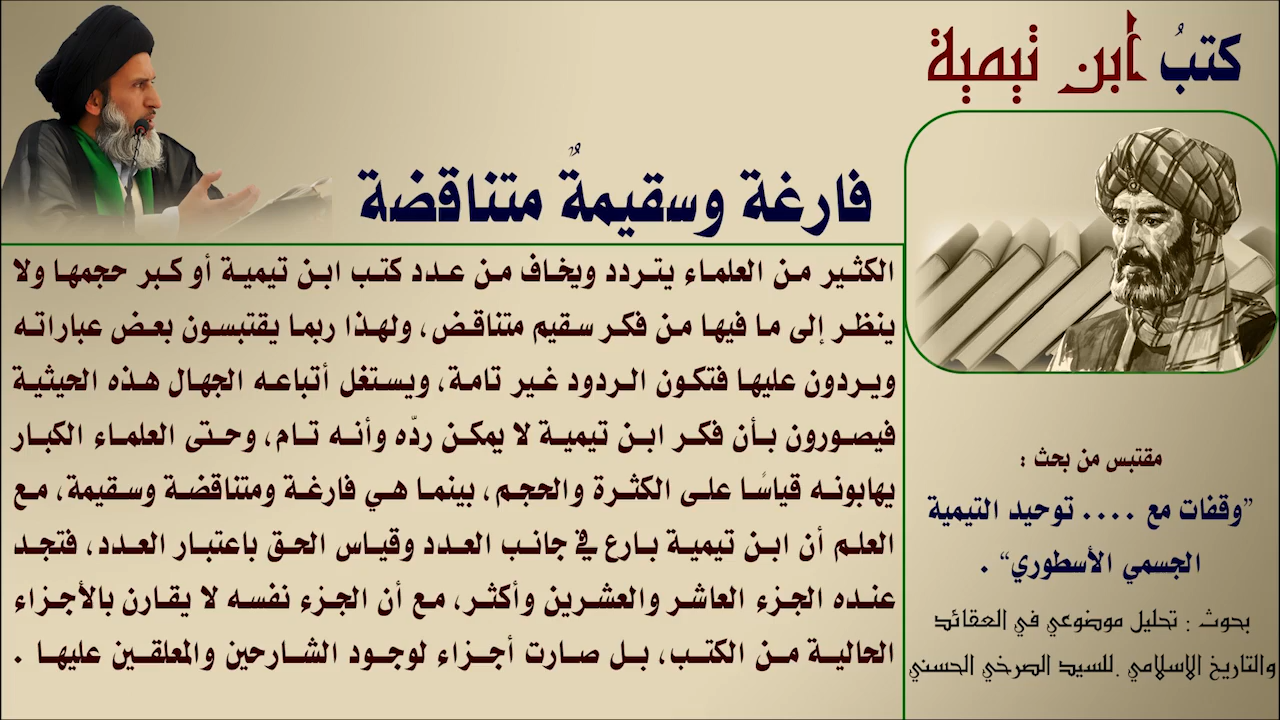 كتبُ أبن تيمية
فارغة وسقيمةٌ متناقضة
الكثير من العلماء يتردد ويخاف من عدد كتب ابن تيمية أو كبر حجمها ولا
ينظر إلى ما فيها من فكر سقيم متناقض، ولهذا ربما يقتبسون بعض عباراته
ويردون عليها فتكون الردود غير تامة، ويستغل أتباعه الجهال هذه الحيثية
فيصورون بأن فكر ابن تيمية لا يمكن ردّه وأنه تام، وحتى العلماء الكبار
يهابونه قياسًا على الكثرة والحجم، بينما هي فارغة ومتناقضة وسقيمة، مع
العلم أن ابن تيمية بارع في جانب العدد وقياس الحق باعتبار العدد، فتجد
عنده الجزء العاشر والعشرين وأكثر، مع أن الجزء نفسه لا يقارن بالأجزاء
الحالية من الكتب، بل صارت أجزاء لوجود الشارحين والمعلقين عليها .
مقتبس من بحث :
”وقفات مع .... توحيد التيمية
الجسمي الأسطوري“ .
بحوث : تحليل موضوعي في العقائد
والتاريخ الاسلامي .للسيد الصرخي الحسني